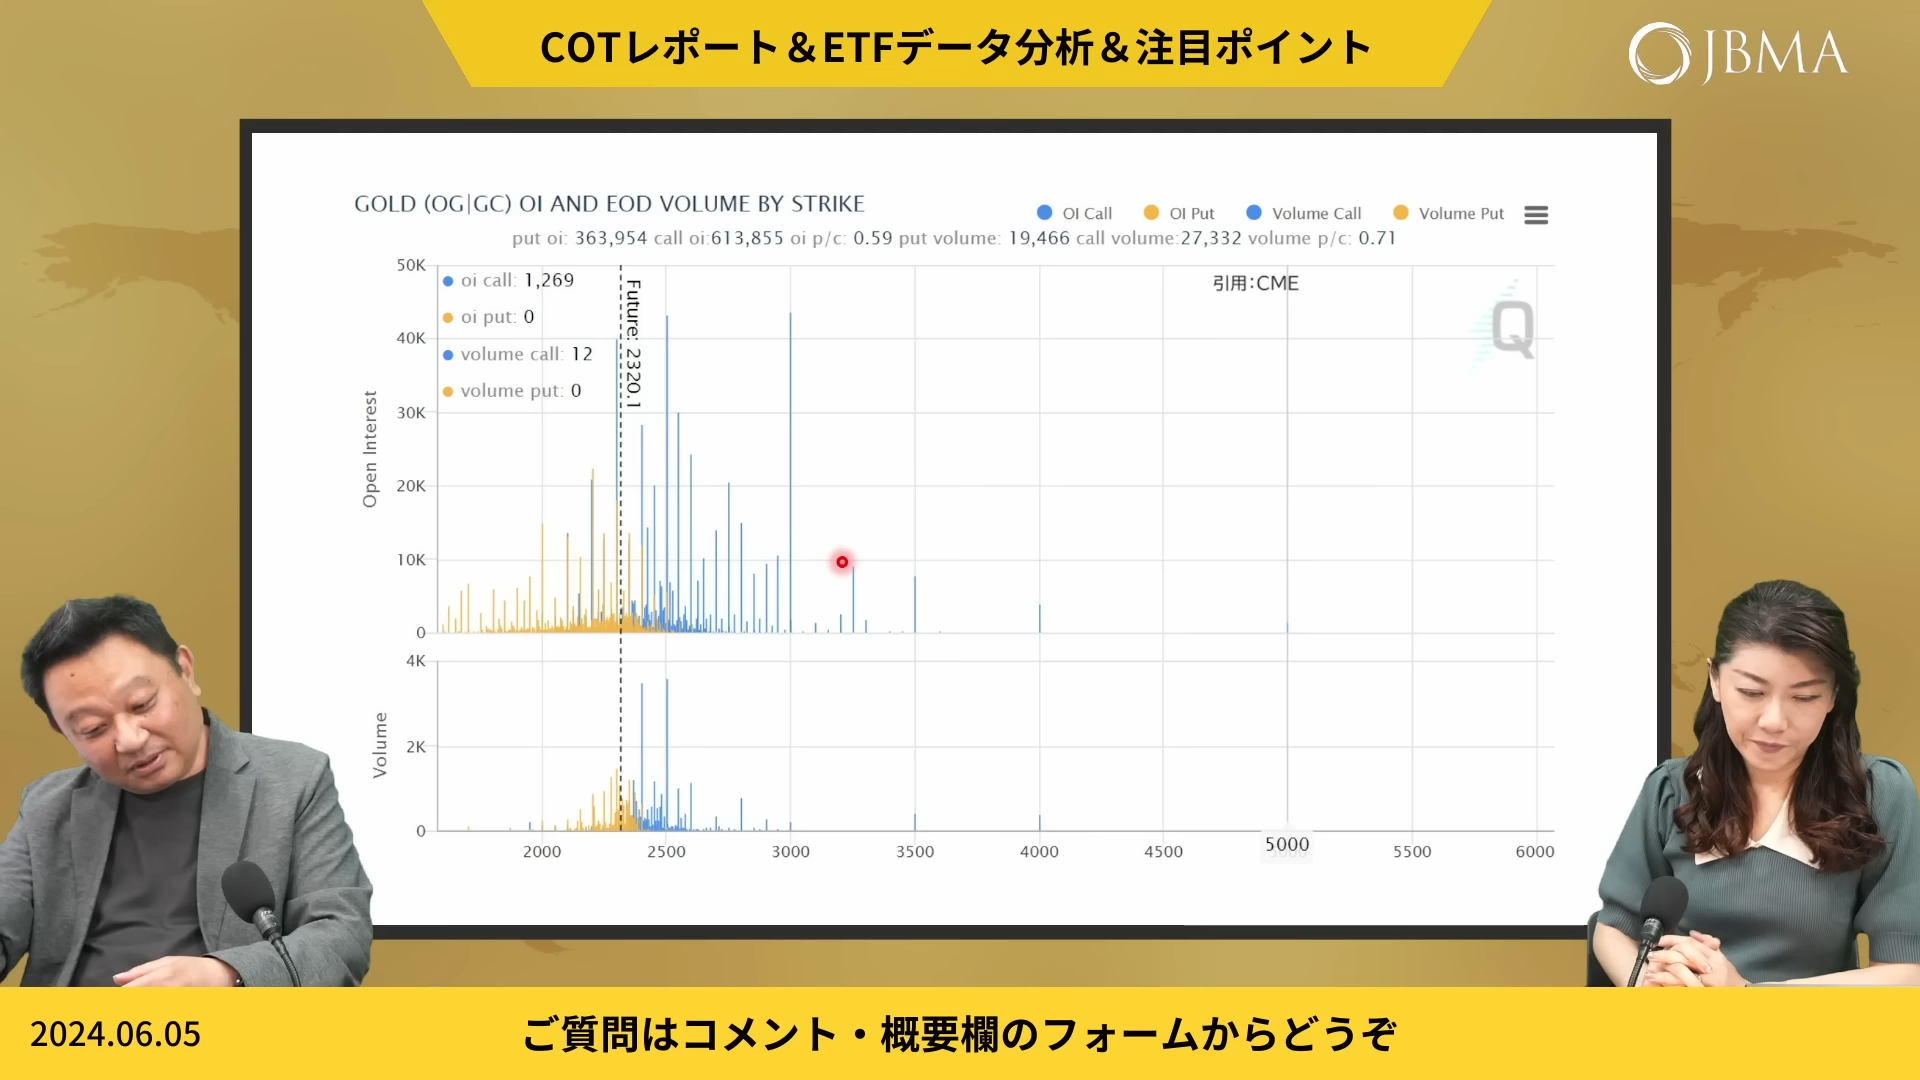 COTレポート＆ETFデータ分析＆注目ポイント
JBMA
GOLD (OG|GC) OI AND EOD VOLUME BY STRIKE
OI Call
OI Put
Volume Call
Volume Put
put oi: 363,954 call oi:613,855 oi p/c: 0.59 put volume: 19,466 call volume:27,332 volume p/c: 0.71
50K
40K
30K
20K
10K
0
Open Interest
oi call: 1,269
oi put: 0
volume call: 12
volume put: 0
Future: 2320.1
引用：CME
Q
4K
2K
0
Volume
2000
2500
3000
3500
4000
4500
5000
5500
6000
2024.06.05
ご質問はコメント・概要欄のフォームからどうぞ